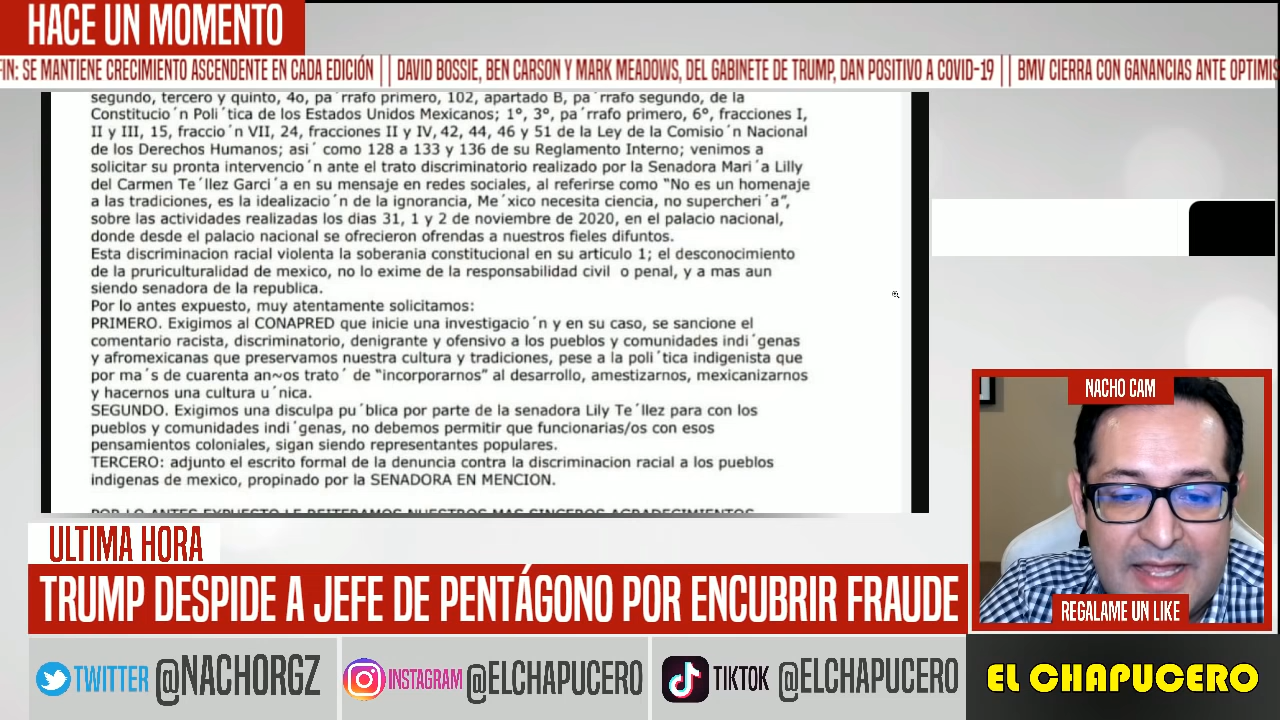 HACE UN MOMENTO
FIN: SE MANTIENE CRECIMIENTO ASCENDENTE EN CADA EDICIÓN || DAVID BOSSIE, BEN CARSON Y MARK MEADOWS, DEL GABINETE DE TRUMP, DAN POSITIVO A COVID-19 || BMV CIERRA CON GANANCIAS ANTE OPTIMIS
segundo, tercero y quinto, 4o, pa´rrafo primero, 102, apartado B, pa´rrafo segundo, de la
Constitucio´n Poli´tica de los Estados Unidos Mexicanos; 1°, 3°, pa´rrafo primero, 6°, fracciones I,
II y III, 15, fraccio´n VII, 24, fracciones II y IV, 42, 44, 46 y 51 de la Ley de la Comisio´n Nacional
de los Derechos Humanos; asi´ como 128 a 133 y 136 de su Reglamento Interno; venimos a
solicitar su pronta intervencio´n ante el trato discriminatorio realizado por la Senadora Mari´a Lilly
del Carmen Te´llez Garci´a en su mensaje en redes sociales, al referirse como “No es un homenaje
a las tradiciones, es la idealizacio´n de la ignorancia, Me´xico necesita ciencia, no supercheri´a”,
sobre las actividades realizadas los dias 31, 1 y 2 de noviembre de 2020, en el palacio nacional,
donde desde el palacio nacional se ofrecieron ofrendas a nuestros fieles difuntos.
Esta discriminacion racial violenta la soberania constitucional en su articulo 1; el desconocimiento
de la pruriculturalidad de mexico, no lo exime de la responsabilidad civil o penal, y a mas aun
siendo senadora de la republica.
Por lo antes expuesto, muy atentamente solicitamos:
PRIMERO. Exigimos al CONAPRED que inicie una investigacio´n y en su caso, se sancione el
comentario racista, discriminatorio, denigrante y ofensivo a los pueblos y comunidades indi´genas
y afromexicanas que preservamos nuestra cultura y tradiciones, pese a la poli´tica indigenista que
por ma´s de cuarenta an~os trato´ de “incorporarnos” al desarrollo, amestizarnos, mexicanizarnos
y hacernos una cultura u´nica.
SEGUNDO. Exigimos una disculpa pu´blica por parte de la senadora Lily Te´llez para con los
pueblos y comunidades indi´genas, no debemos permitir que funcionarias/os con esos
pensamientos coloniales, sigan siendo representantes populares.
TERCERO: adjunto el escrito formal de la denuncia contra la discriminacion racial a los pueblos
indigenas de mexico, propinado por la SENADORA EN MENCION.
POR LO ANTES EXPUESTO LE REITERAMOS NUESTROS MAS SINCEROS AGRADECIMIENTOS
NACHO CAM
REGALAME UN LIKE
ULTIMA HORA
TRUMP DESPIDE A JEFE DE PENTÁGONO POR ENCUBRIR FRAUDE
TWITTER @NACHORGZ INSTAGRAM @ELCHAPUCERO TIKTOK @ELCHAPUCERO EL CHAPUCERO